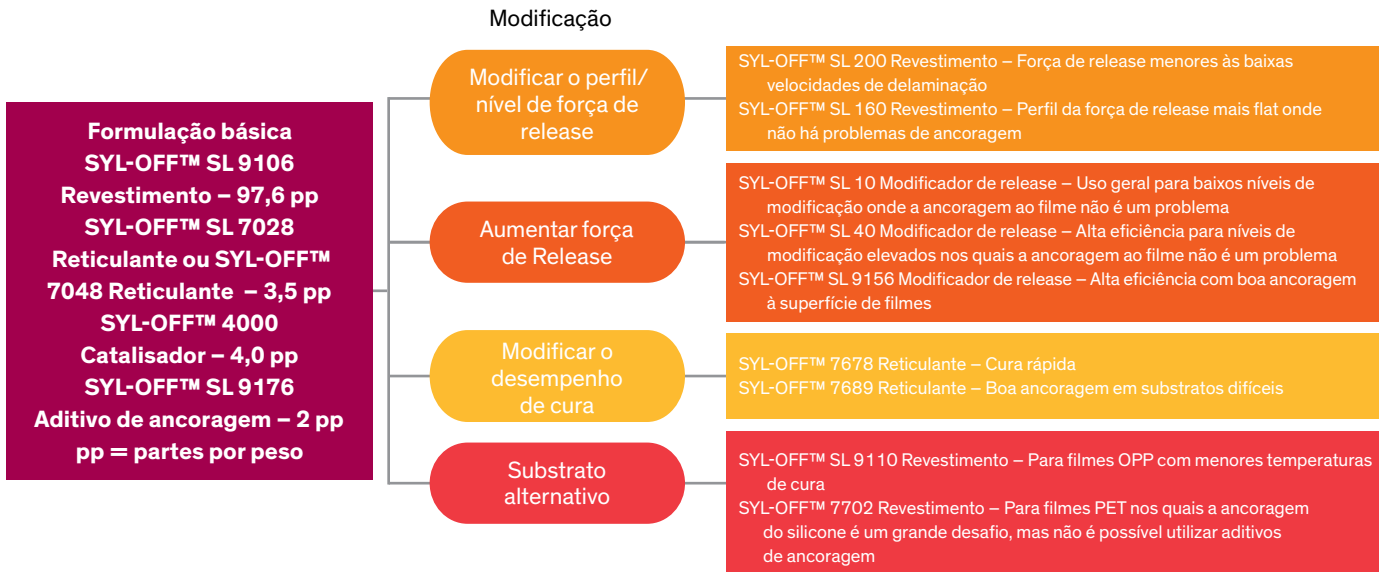 Modificação
Formulação básica
SYL-OFF™ SL 9106
Revestimento – 97,6 pp
SYL-OFF™ SL 7028
Reticulante ou SYL-OFF™
7048 Reticulante – 3,5 pp
SYL-OFF™ 4000
Catalisador – 4,0 pp
SYL-OFF™ SL 9176
Aditivo de ancoragem – 2 pp
pp = partes por peso
Modificar o perfil/
nível de força de
release
SYL-OFF™ SL 200 Revestimento – Força de release menores às baixas
velocidades de delaminação
SYL-OFF™ SL 160 Revestimento – Perfil da força de release mais flat onde
não há problemas de ancoragem
Aumentar força
de Release
SYL-OFF™ SL 10 Modificador de release – Uso geral para baixos níveis de
modificação onde a ancoragem ao filme não é um problema
SYL-OFF™ SL 40 Modificador de release – Alta eficiência para níveis de
modificação elevados nos quais a ancoragem ao filme não é um problema
SYL-OFF™ SL 9156 Modificador de release – Alta eficiência com boa ancoragem
à superfície de filmes
Modificar o
desempenho
de cura
SYL-OFF™ 7678 Reticulante – Cura rápida
SYL-OFF™ 7689 Reticulante – Boa ancoragem em substratos difíceis
Substrato
alternativo
SYL-OFF™ SL 9110 Revestimento – Para filmes OPP com menores temperaturas
de cura
SYL-OFF™ 7702 Revestimento – Para filmes PET nos quais a ancoragem
do silicone é um grande desafio, mas não é possível utilizar aditivos
de ancoragem